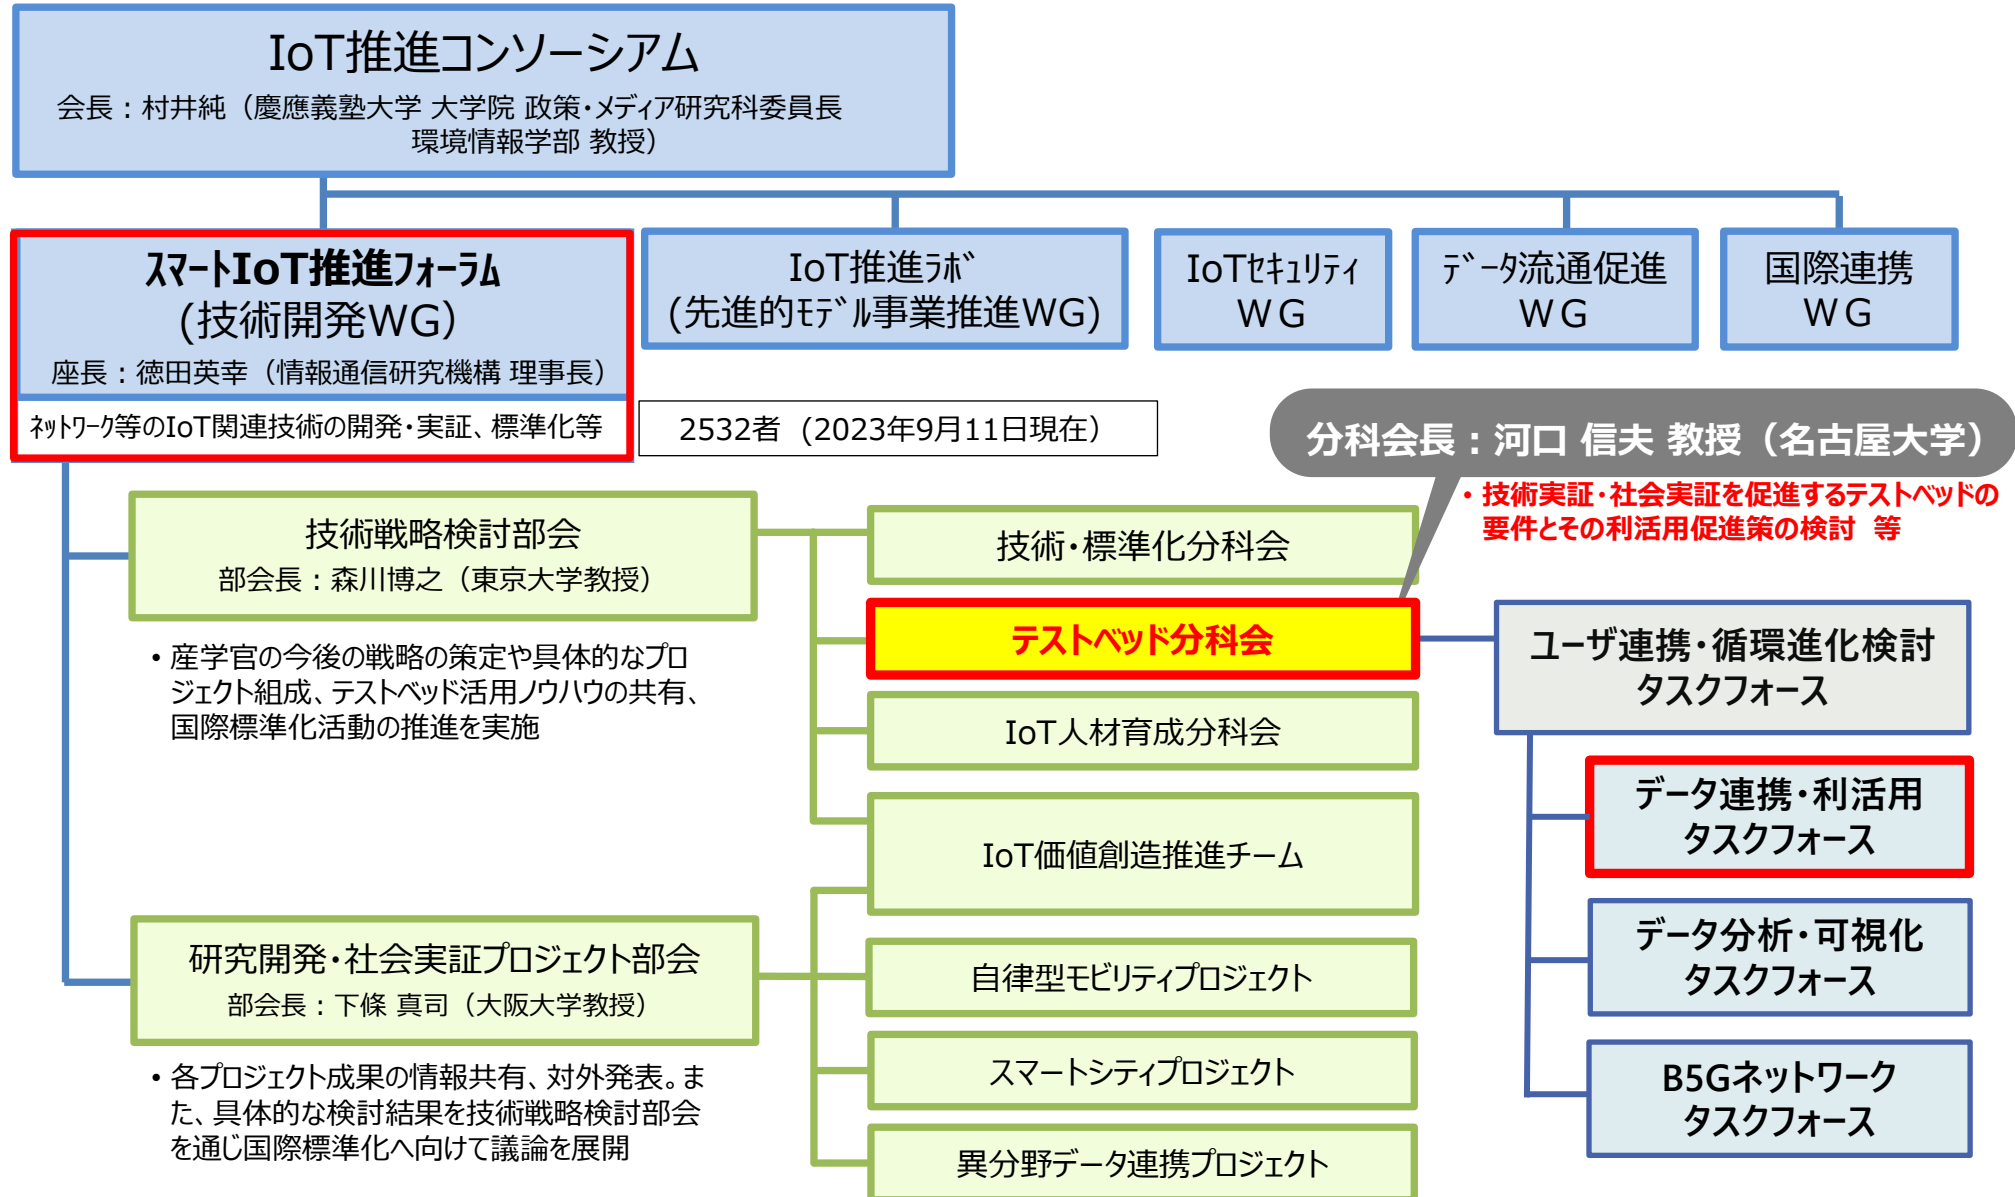 IoT推進コンソーシアム
会長：村井純（慶應義塾大学 大学院 政策・メディア研究科委員長
環境情報学部 教授）
ｽﾏｰﾄIoT推進ﾌｫｰﾗﾑ
(技術開発WG）
座長：徳田英幸（情報通信研究機構 理事長）
ﾈｯﾄﾜｰｸ等のIoT関連技術の開発・実証、標準化等
IoT推進ﾗﾎﾞ
(先進的ﾓﾃﾞﾙ事業推進WG)
IoTｾｷｭﾘﾃｨ
ＷＧ
ﾃﾞｰﾀ流通促進
ＷＧ
国際連携
ＷＧ
2532者 (2023年9月11日現在）
分科会長：河口 信夫 教授（名古屋大学）
・技術実証・社会実証を促進するテストベッドの
要件とその利活用促進策の検討 等
技術戦略検討部会
部会長：森川博之（東京大学教授）
• 産学官の今後の戦略の策定や具体的なプロ
ジェクト組成、テストベッド活用ノウハウの共有、
国際標準化活動の推進を実施
技術・標準化分科会
テストベッド分科会
IoT人材育成分科会
IoT価値創造推進チーム
ユーザ連携・循環進化検討
タスクフォース
データ連携・利活用
タスクフォース
データ分析・可視化
タスクフォース
B5Gネットワーク
タスクフォース
研究開発・社会実証プロジェクト部会
部会長：下條 真司（大阪大学教授）
• 各プロジェクト成果の情報共有、対外発表。ま
た、具体的な検討結果を技術戦略検討部会
を通じ国際標準化へ向けて議論を展開
自律型モビリティプロジェクト
スマートシティプロジェクト
異分野データ連携プロジェクト